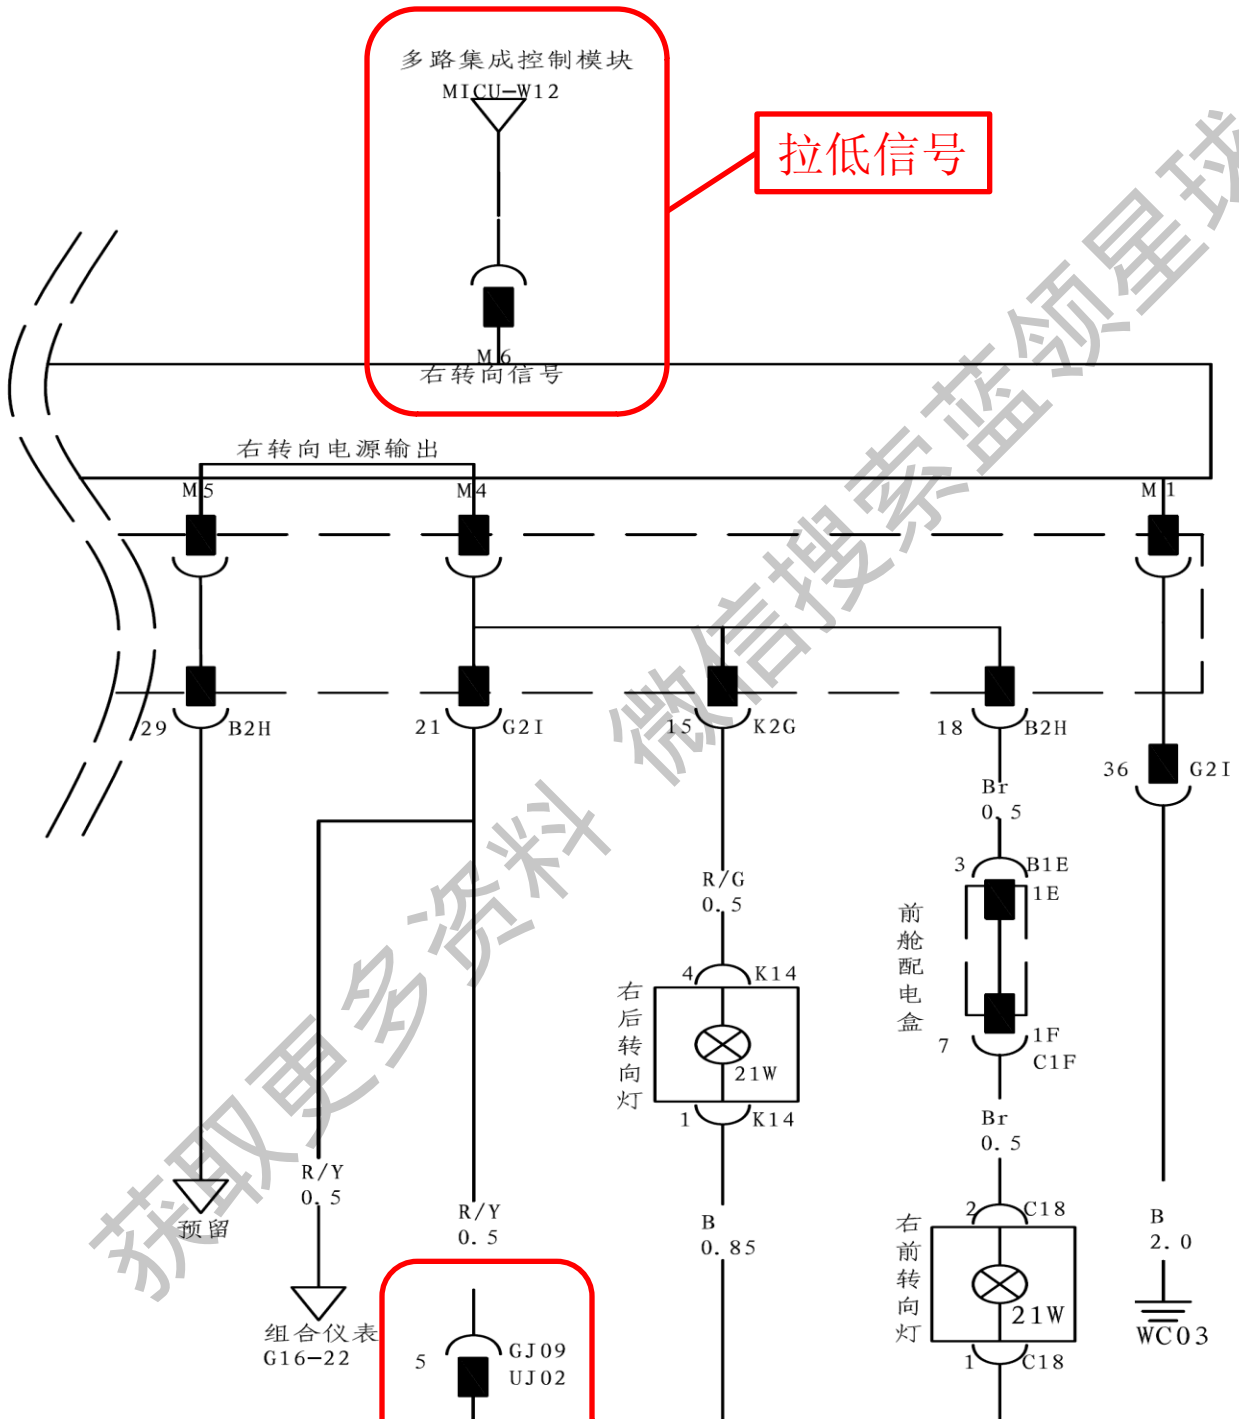 多路集成控制模块
MICU-W12
拉低信号
M6
右转向信号
右转向电源输出
M5
M4
M1
29
B2H
21
G2I
15
K2G
18
B2H
36
G2I
Br
0.5
3
B1E
1E
R/G
0.5
前舱配电盒
4
K14
右后转向灯
21W
7
1F
C1F
1
K14
Br
0.5
R/Y
0.5
预留
R/Y
0.5
B
0.85
2
C18
右前转向灯
21W
B
2.0
WC03
组合仪表
G16-22
5
GJ09
UJ02
1
C18
获取更多资料 微信搜索蓝领星球